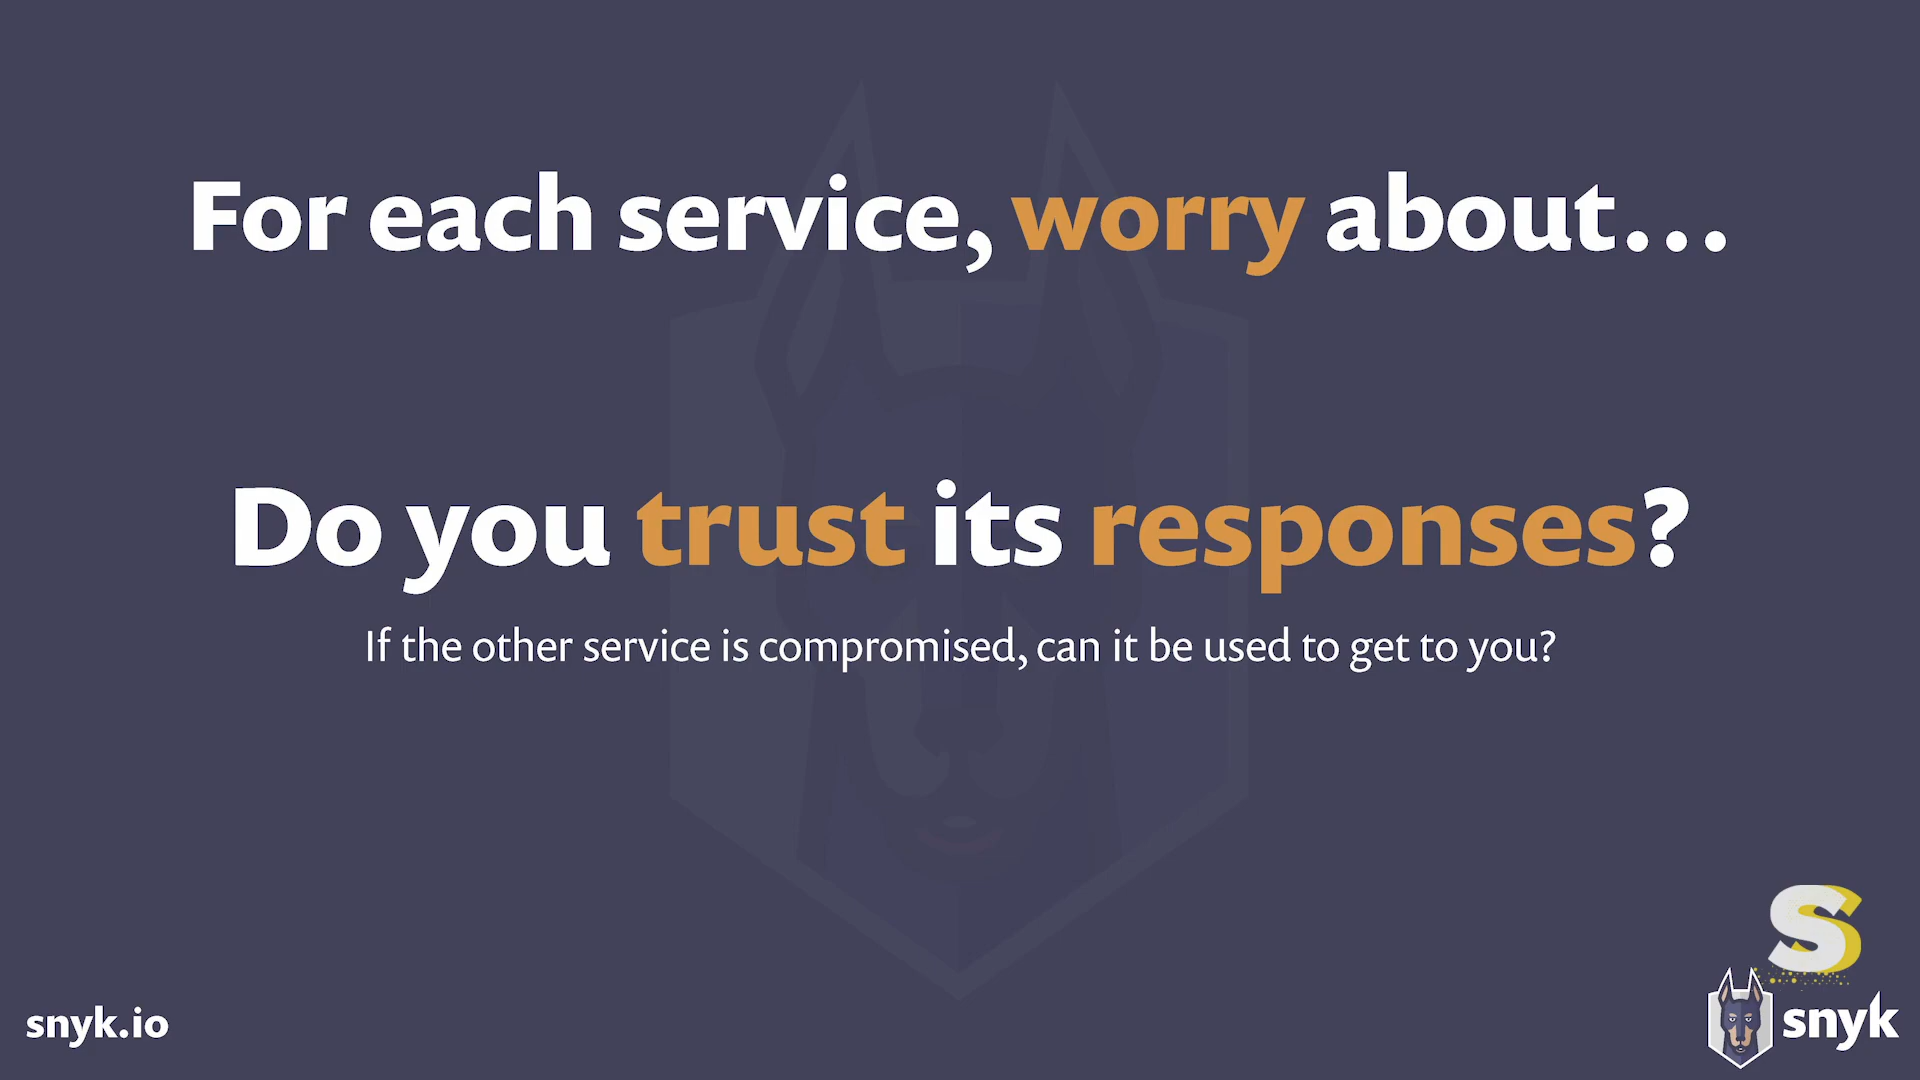 For each service, worry about...
Do you trust its responses?
If the other service is compromised, can it be used to get to you?
S
snyk.io
snyk